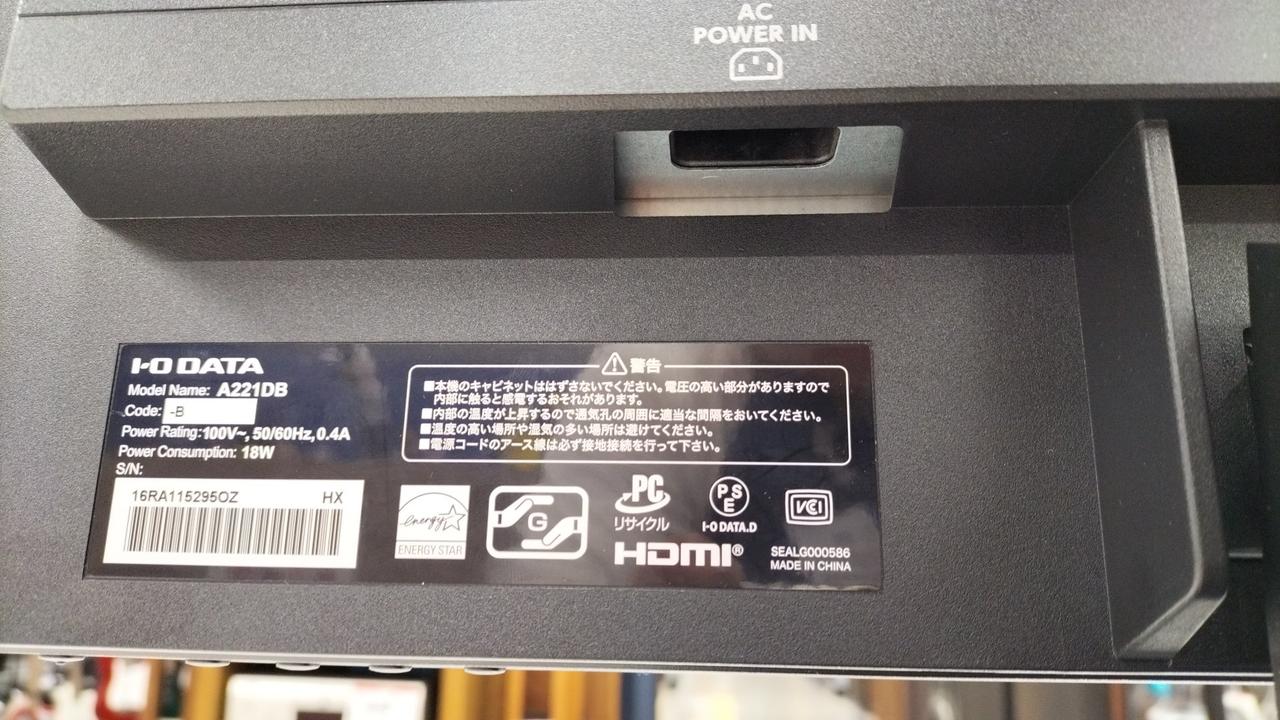 AC
POWER IN
I-O DATA
Model Name: A221DB
Code: -B
Power Rating:100V~, 50/60Hz, 0.4A
Power Consumption: 18W
S/N:
16RA115295OZ HX
警告
■本機のキャビネットははずさないでください。電圧の高い部分がありますので
内部に触ると感電するおそれがあります。
■内部の温度が上昇するので通気孔の周囲に適当な間隔をおいてください。
■温度の高い場所や湿気の多い場所は避けてください。
■電源コードのアース線は必ず接地接続を行って下さい。
energy
ENERGY STAR
G
PC
リサイクル
PSE
I-O DATA.D
VCCI
HDMI®
SEALG000586
MADE IN CHINA